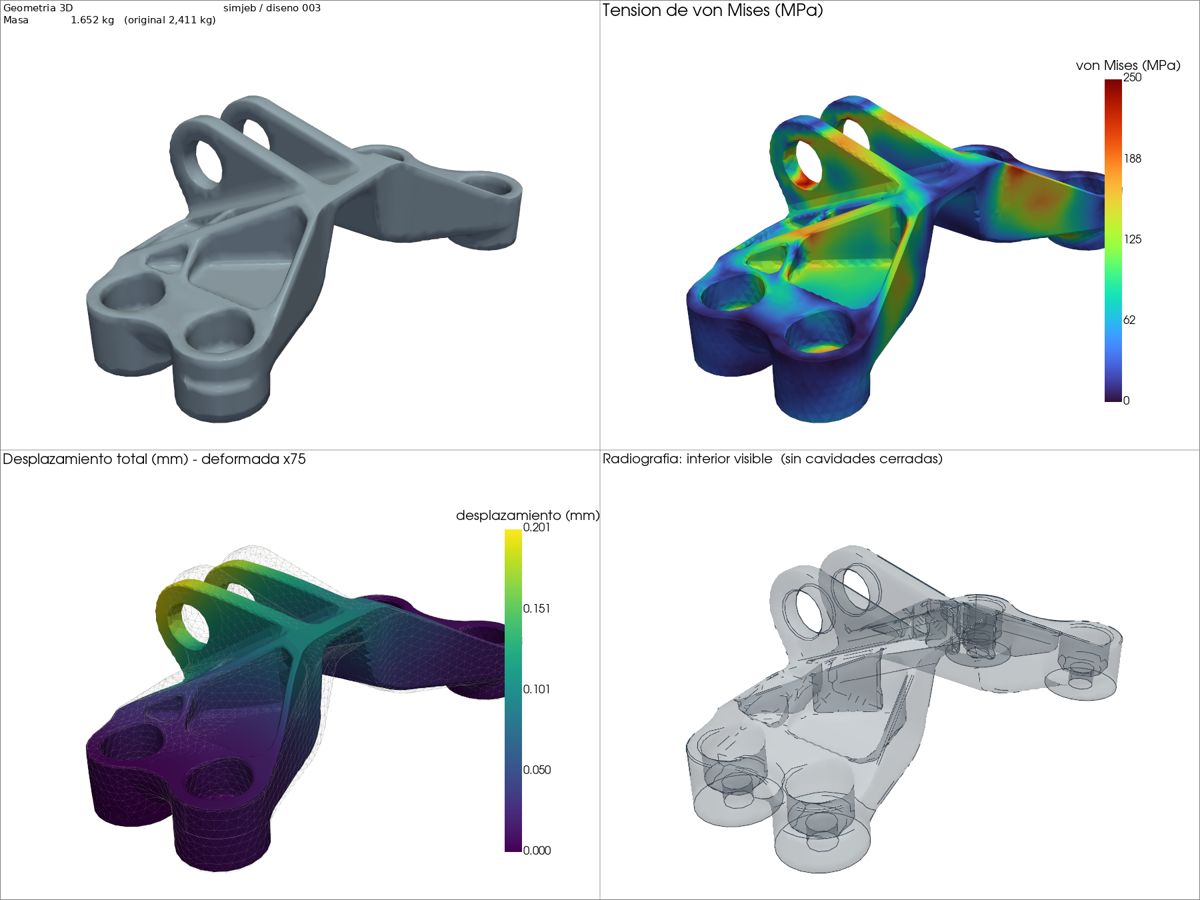 Geometria 3D simjeb / diseno 003
Masa 1.652 kg (original 2,411 kg)
Tension de von Mises (MPa)
von Mises (MPa)
250
188
125
62
0
Desplazamiento total (mm) - deformada x75
desplazamiento (mm)
0.201
0.151
0.101
0.050
0.000
Radiografia: interior visible (sin cavidades cerradas)